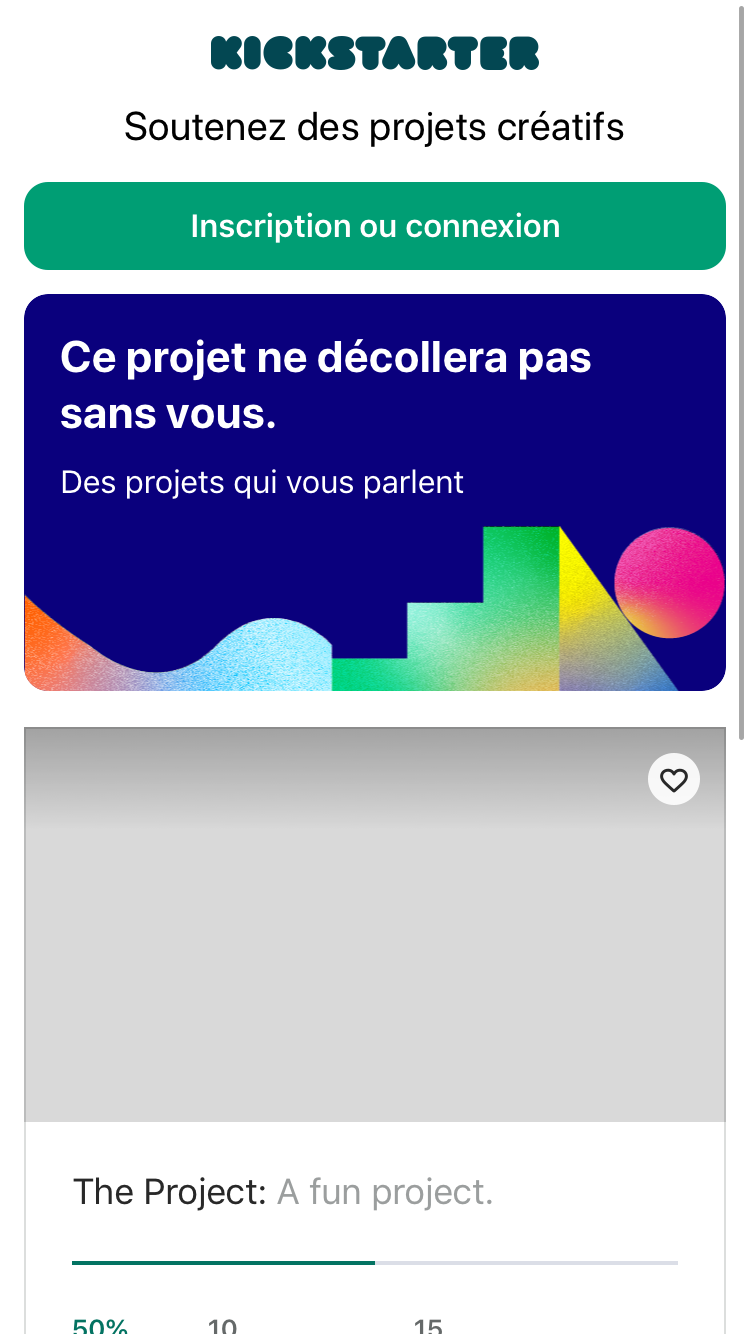 KICKSTARTER
Soutenez des projets créatifs
Inscription ou connexion
Ce projet ne décollera pas
sans vous.
Des projets qui vous parlent
The Project: A fun project.
50% 10 15